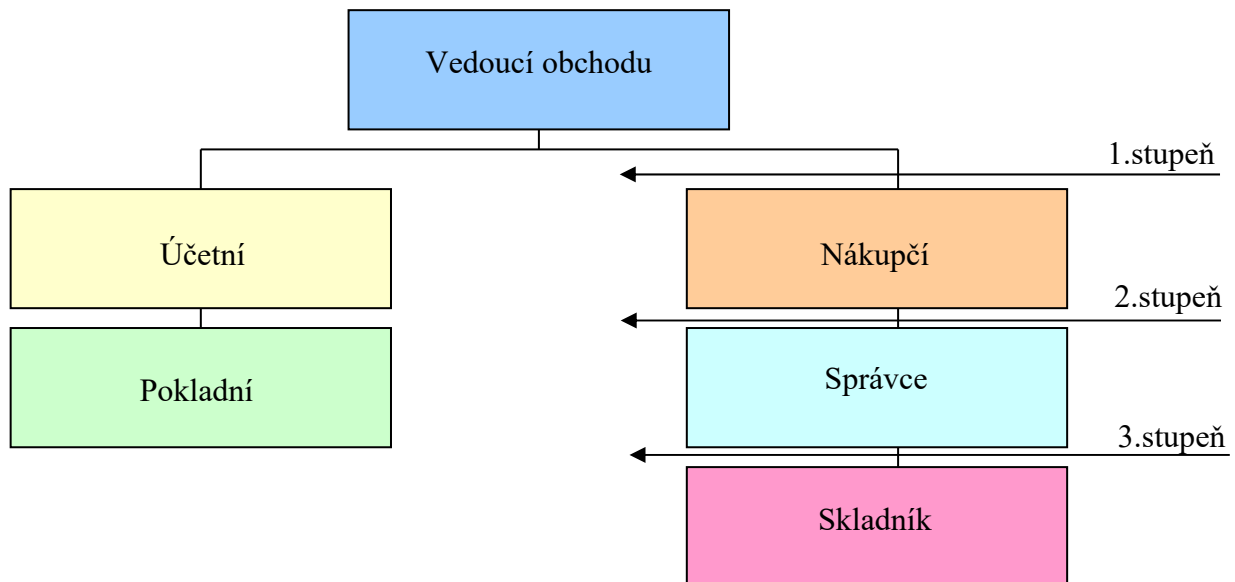 Vedoucí obchodu
1.stupeň
Účetní
Nákupčí
2.stupeň
Pokladní
Správce
3.stupeň
Skladník